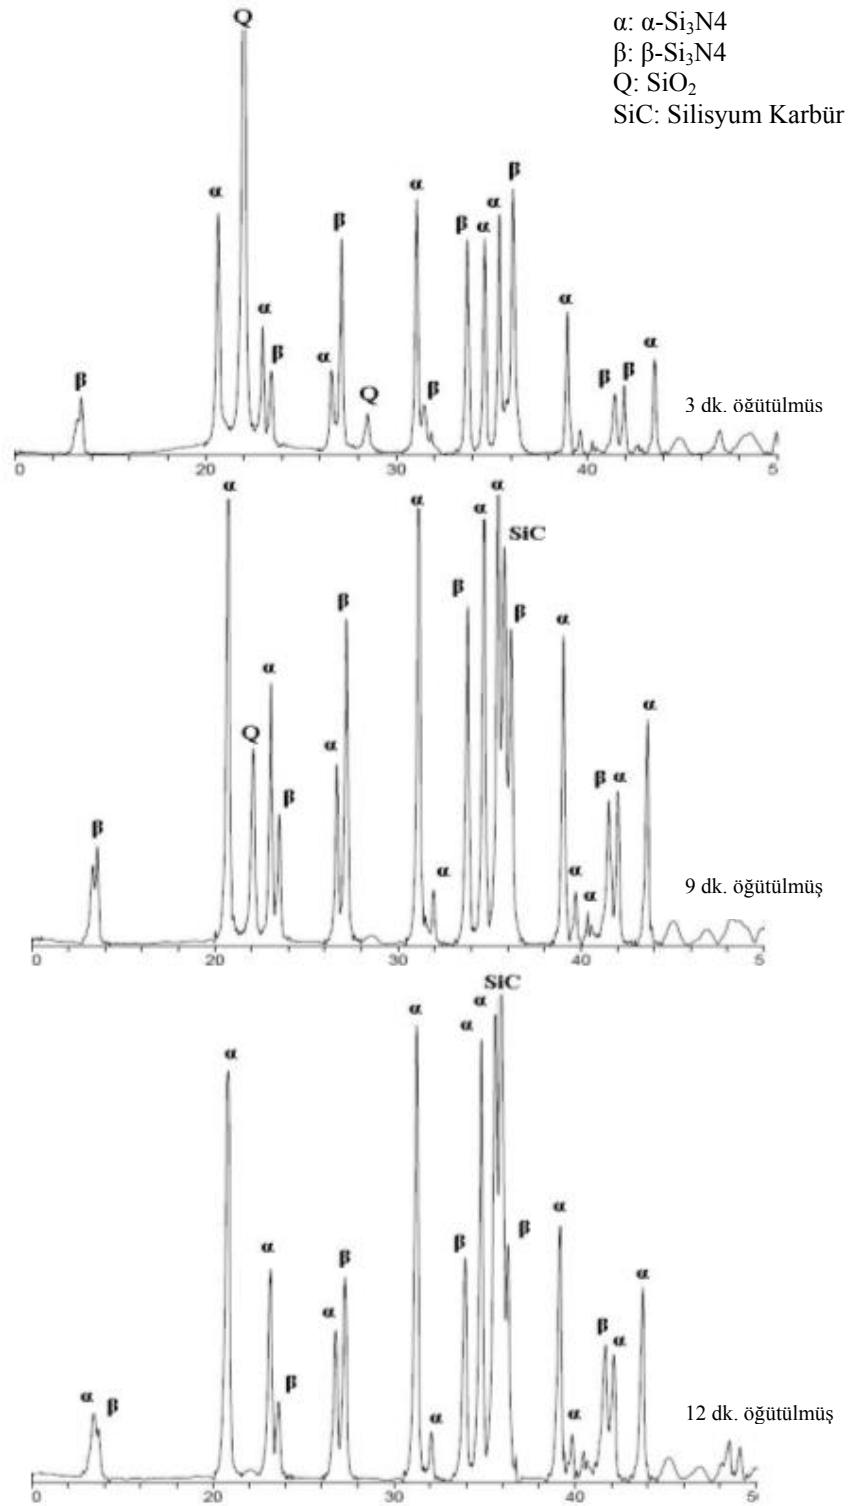 Q
α: α-Si₃N4
β: β-Si₃N4
Q: SiO₂
SiC: Silisyum Karbür
α
β
α
α
β
α
β
α
β
α
β
Q
β
α
β
β
α
3 dk. öğütülmüş
0 20 30 40 5
α
α
α
α
SiC
β
β
β
α
α
Q
α
β
β
α
β
α
α
α
α
9 dk. öğütülmüş
0 20 30 40 5
SiC
α
α
α
α
α
α
β
β
β
α
α
β
α
β
α
β
α
α
12 dk. öğütülmüş
0 20 30 40 5